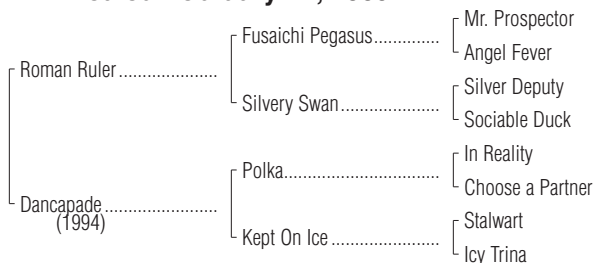 Fusaichi Pegasus
Mr. Prospector
Angel Fever
Roman Ruler
Silvery Swan
Silver Deputy
Sociable Duck
Dancapade
(1994)
Polka
In Reality
Choose a Partner
Kept On Ice
Stalwart
Icy Trina